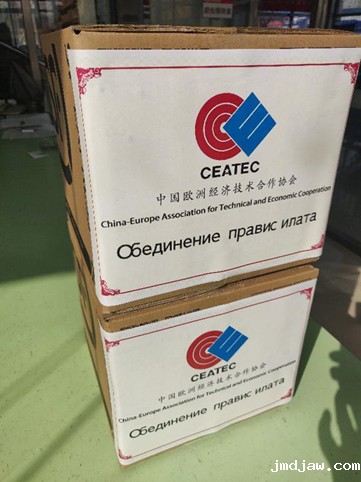 CEATEC
中国欧洲经济技术合作协会
China-Europe Association for Technical and Economic Cooperation
Обединение правис илата
CEATEC
中国欧洲经济技术合作协会
China-Europe Association for Technical and Economic Cooperation
Обединение правис илата
jmdjaw.com